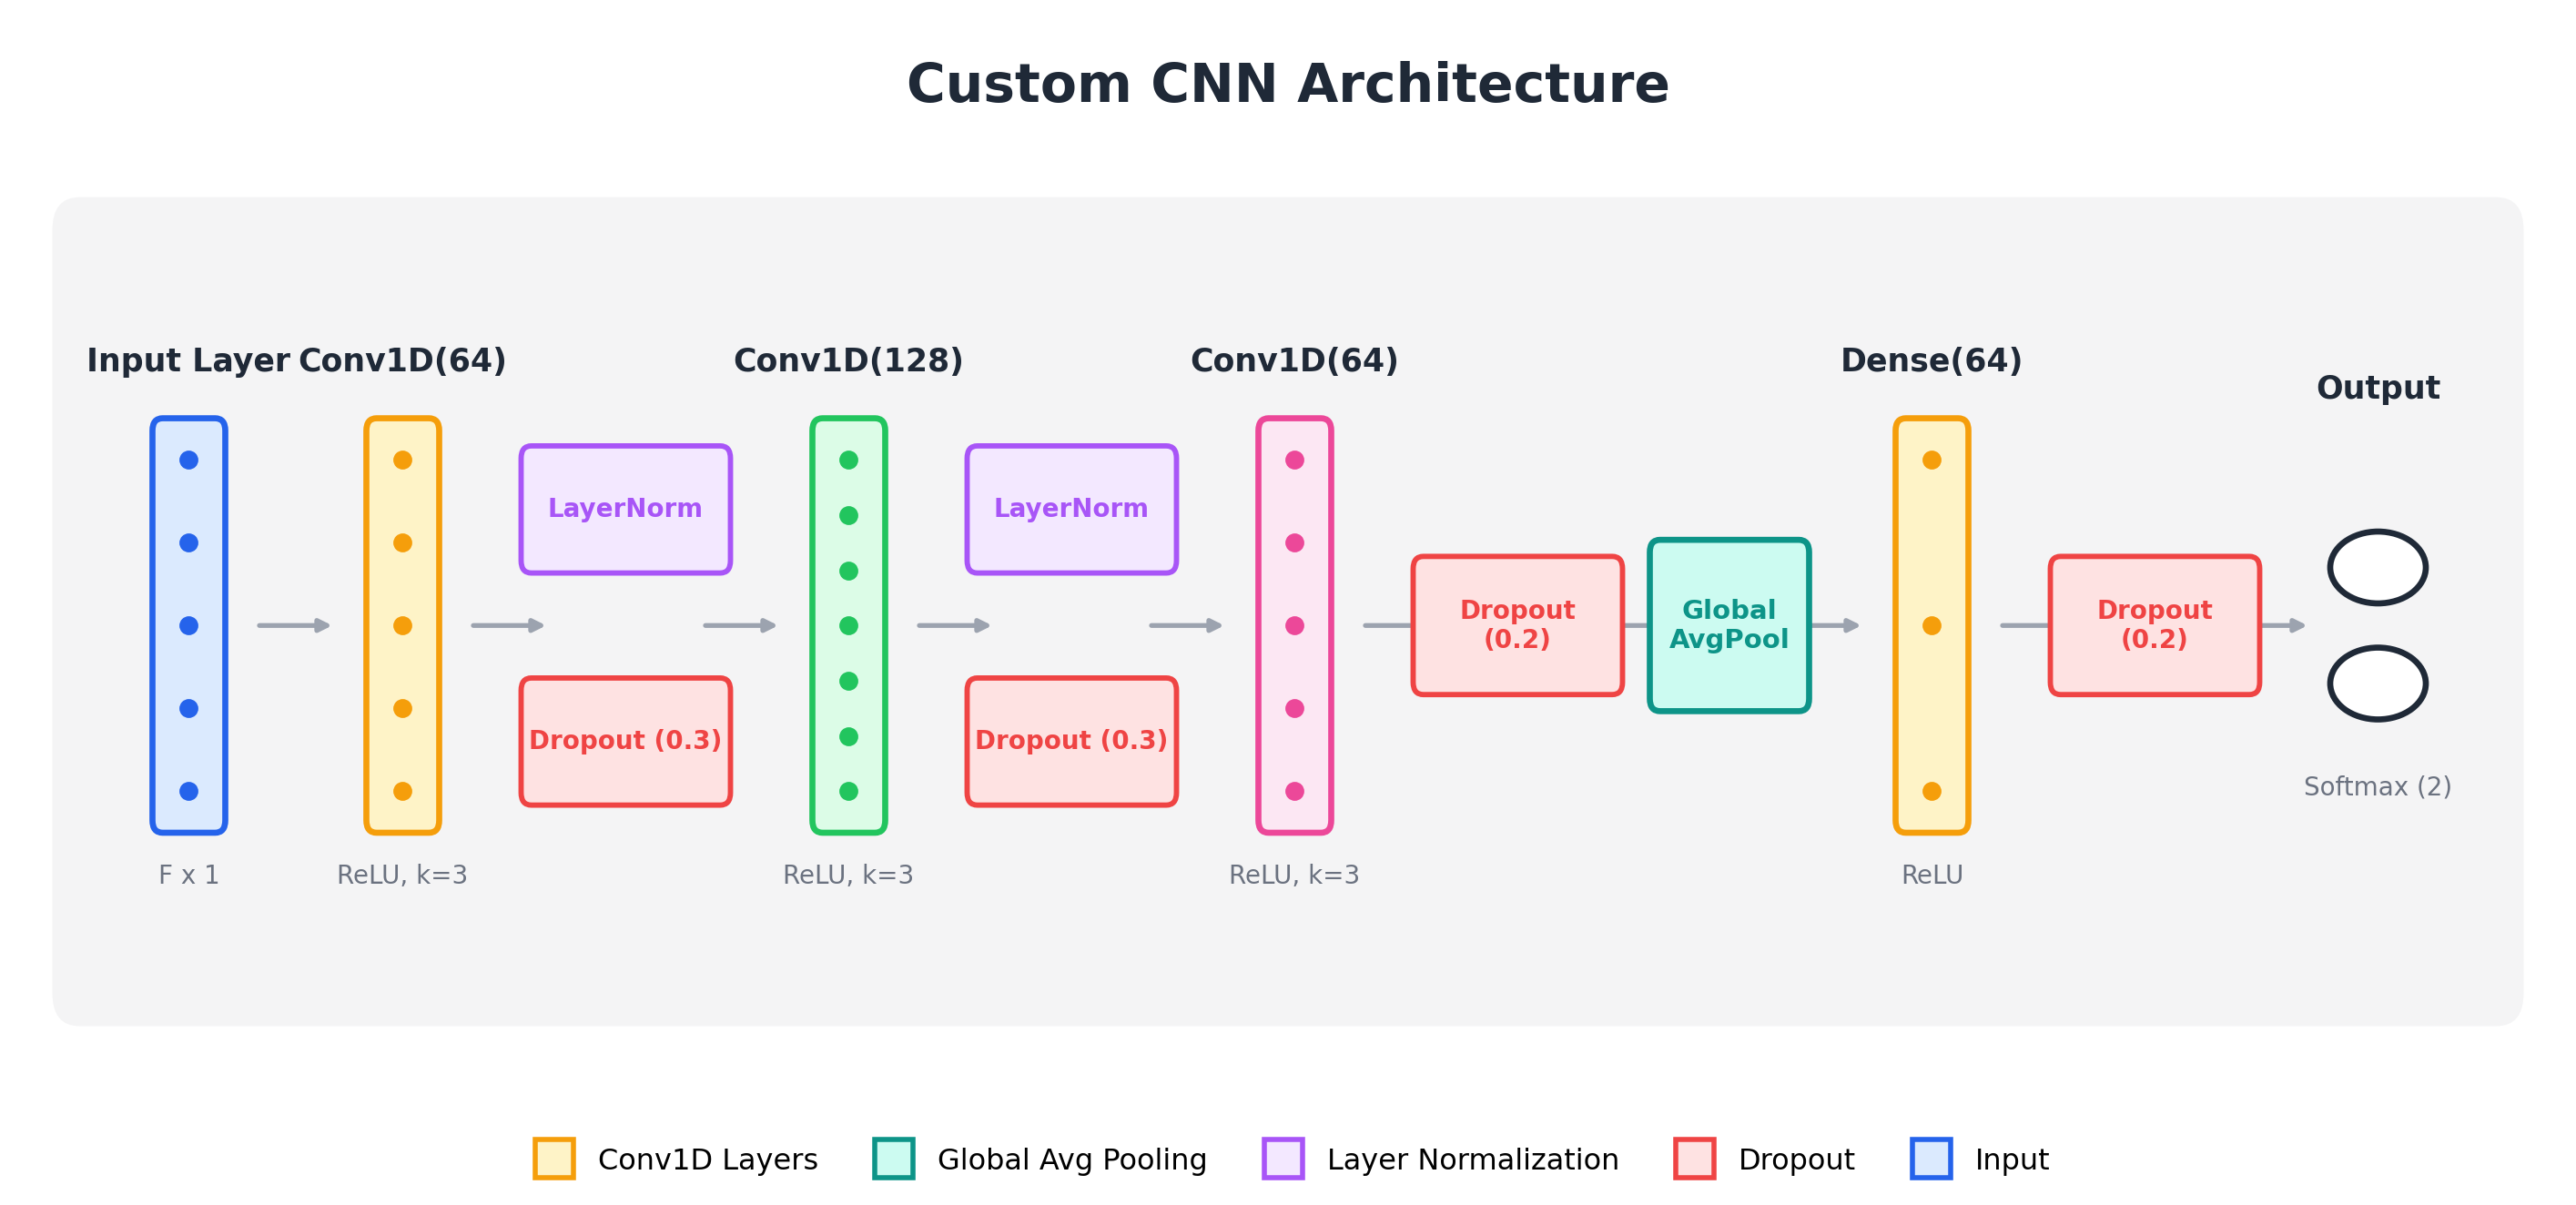 Custom CNN Architecture
Input Layer
Conv1D(64)
Conv1D(128)
Conv1D(64)
Dense(64)
Output
LayerNorm
LayerNorm
Dropout
(0.2)
Global
AvgPool
Dropout
(0.2)
Dropout (0.3)
Dropout (0.3)
Softmax (2)
F x 1
ReLU, k=3
ReLU, k=3
ReLU, k=3
ReLU
Conv1D Layers
Global Avg Pooling
Layer Normalization
Dropout
Input